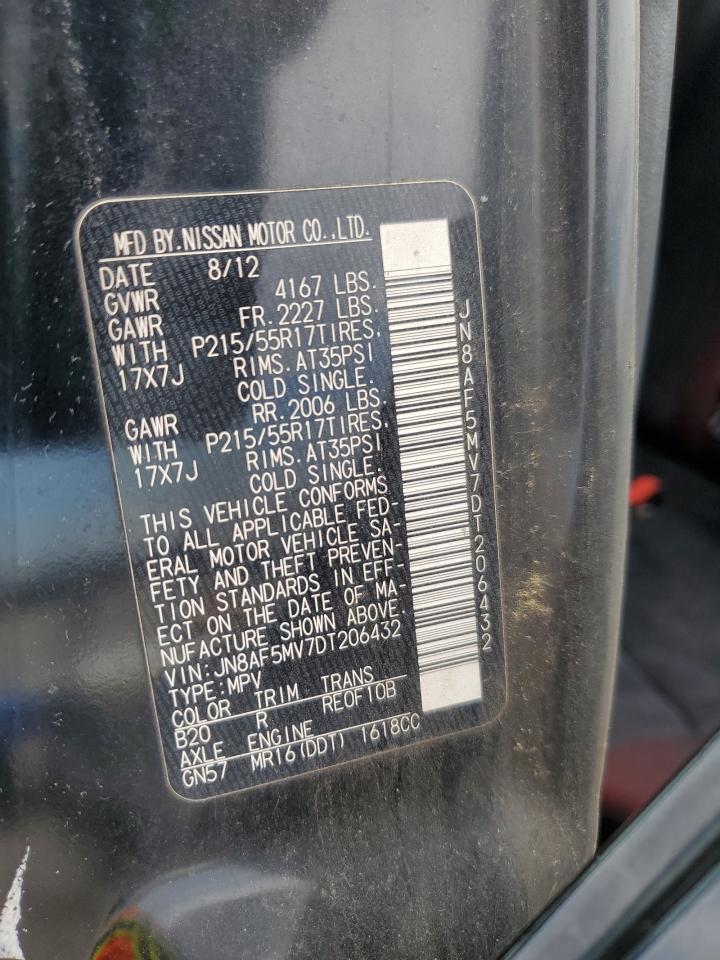 MFD BY.NISSAN MOTOR CO.,LTD.
DATE 8/12
GVWR 4167 LBS.
GAWR FR.2227 LBS.
WITH P215/55R17TIRES,
17X7J RIMS.AT35PSI
COLD SINGLE.
GAWR RR.2006 LBS.
WITH P215/55R17TIRES,
17X7J RIMS.AT35PSI
COLD SINGLE.
THIS VEHICLE CONFORMS
TO ALL APPLICABLE FED-
ERAL MOTOR VEHICLE SA-
FETY AND THEFT PREVEN-
TION STANDARDS IN EFF-
ECT ON THE DATE OF MA-
NUFACTURE SHOWN ABOVE.
VIN:JN8AF5MV7DT206432
TYPE:MPV
COLOR TRIM TRANS
B20 R REOF10B
AXLE ENGINE
GN57 MR16(DDT) 1618CC
JN8AF5MV7DT206432